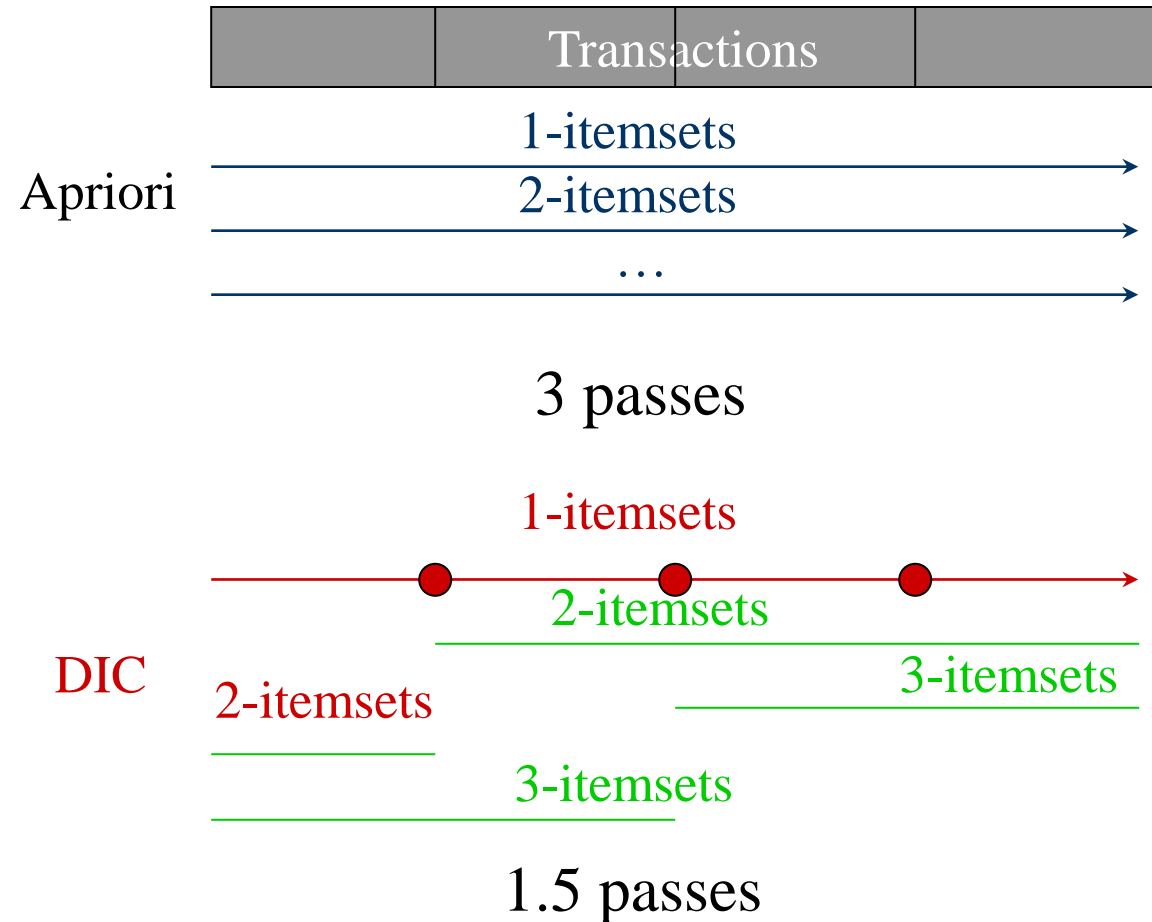 Transactions
1-itemsets
Apriori
2-itemsets
…
3 passes
1-itemsets
2-itemsets
DIC
3-itemsets
2-itemsets
3-itemsets
1.5 passes